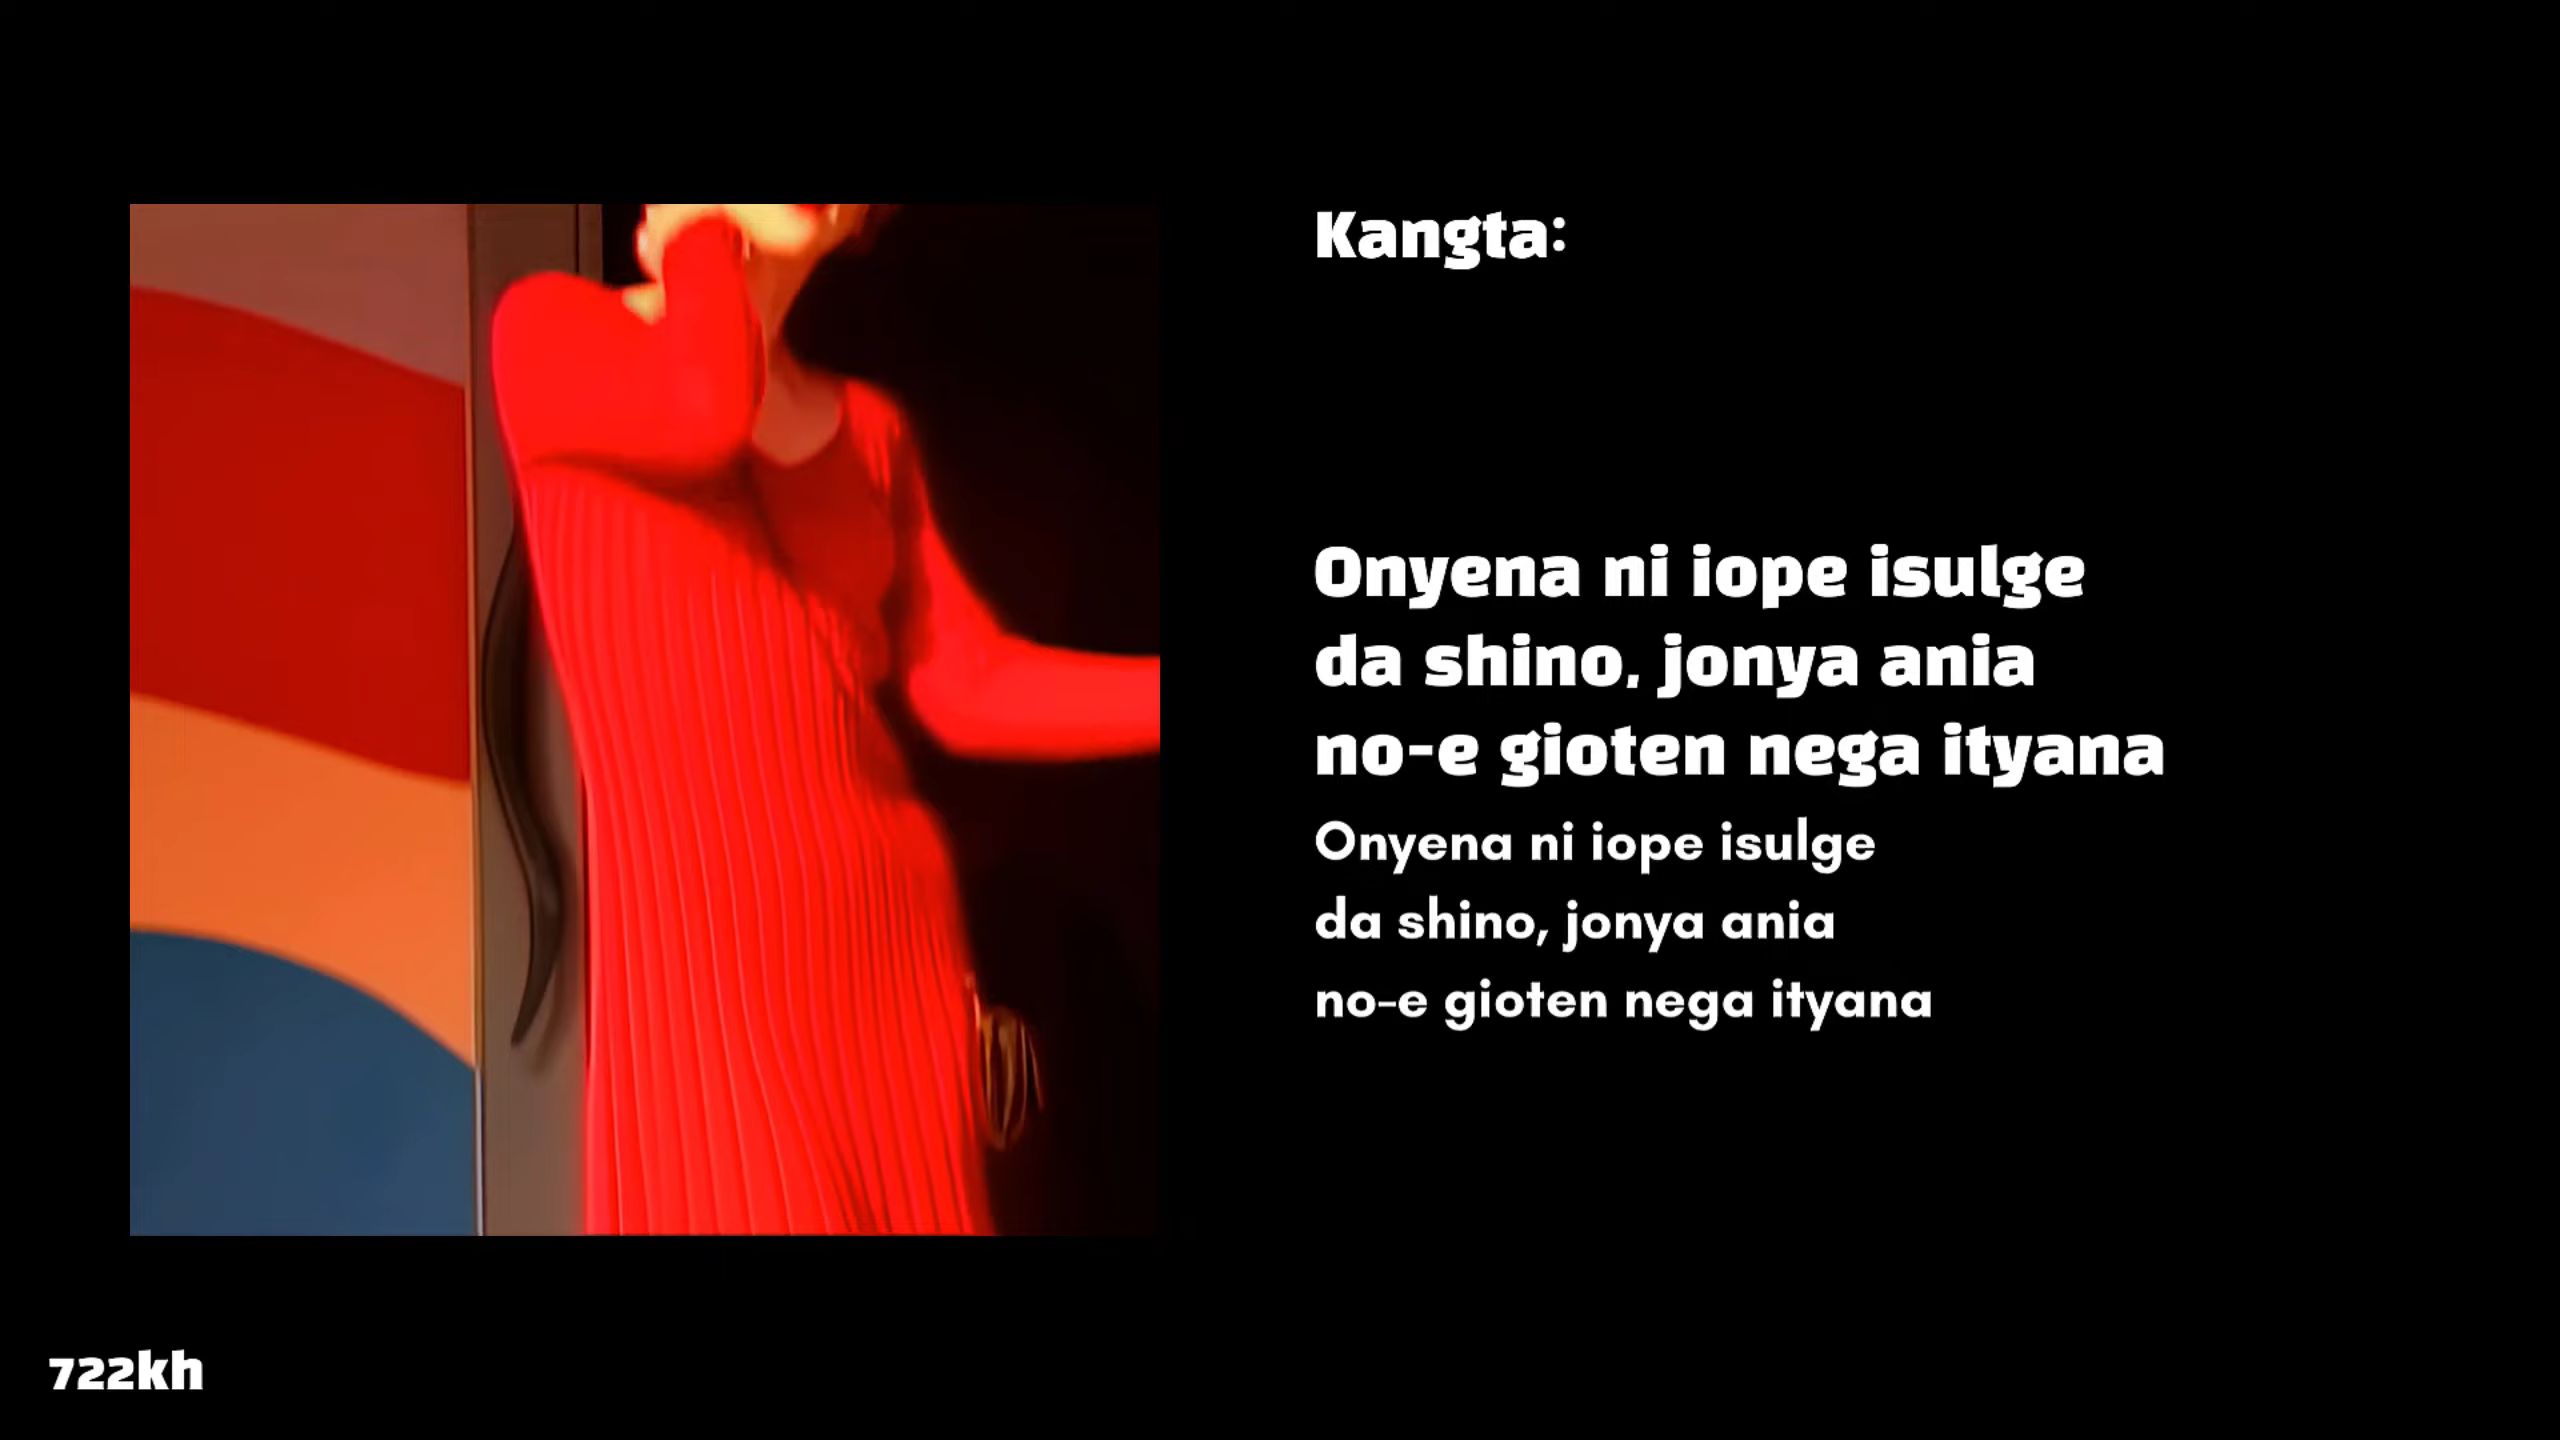 Kangta:
Onyena ni iope isulge
da shino, jonya ania
no-e gioten nega ityana
Onyena ni iope isulge
da shino, jonya ania
no-e gioten nega ityana
722kh